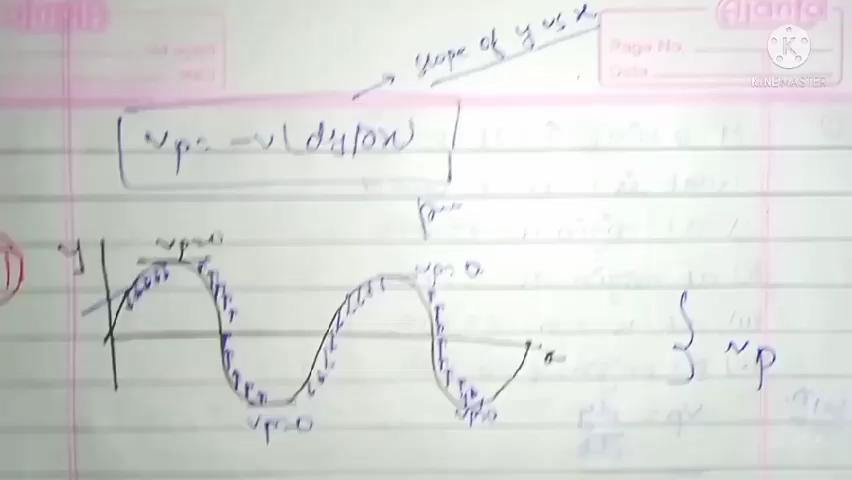 Ajanta
Page No.
Date
K
KINEMASTER
slope of y vs x
vp = -v(dy/dx)
y
vp=0
vp=0
x
vp=0
vp=0
} vp